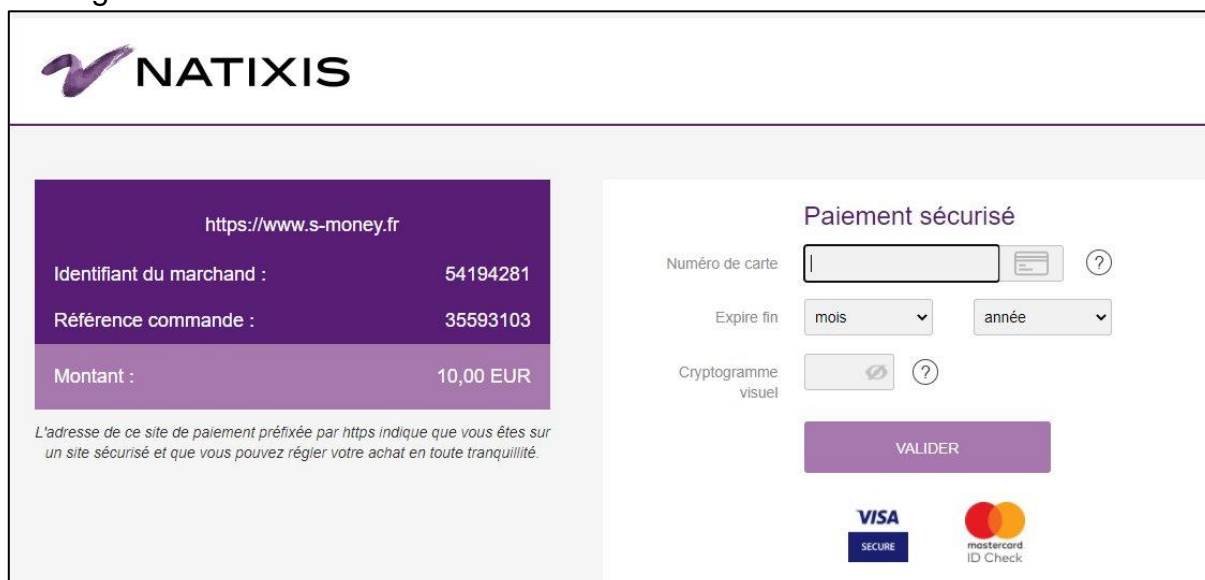 NATIXIS
https://www.s-money.fr
Identifiant du marchand : 54194281
Référence commande : 35593103
Montant : 10,00 EUR
L'adresse de ce site de paiement préfixée par https indique que vous êtes sur
un site sécurisé et que vous pouvez régler votre achat en toute tranquillité.
Paiement sécurisé
Numéro de carte ?
Expire fin mois année
Cryptogramme ?
visuel
VALIDER
VISA
SECURE
mastercard
ID Check